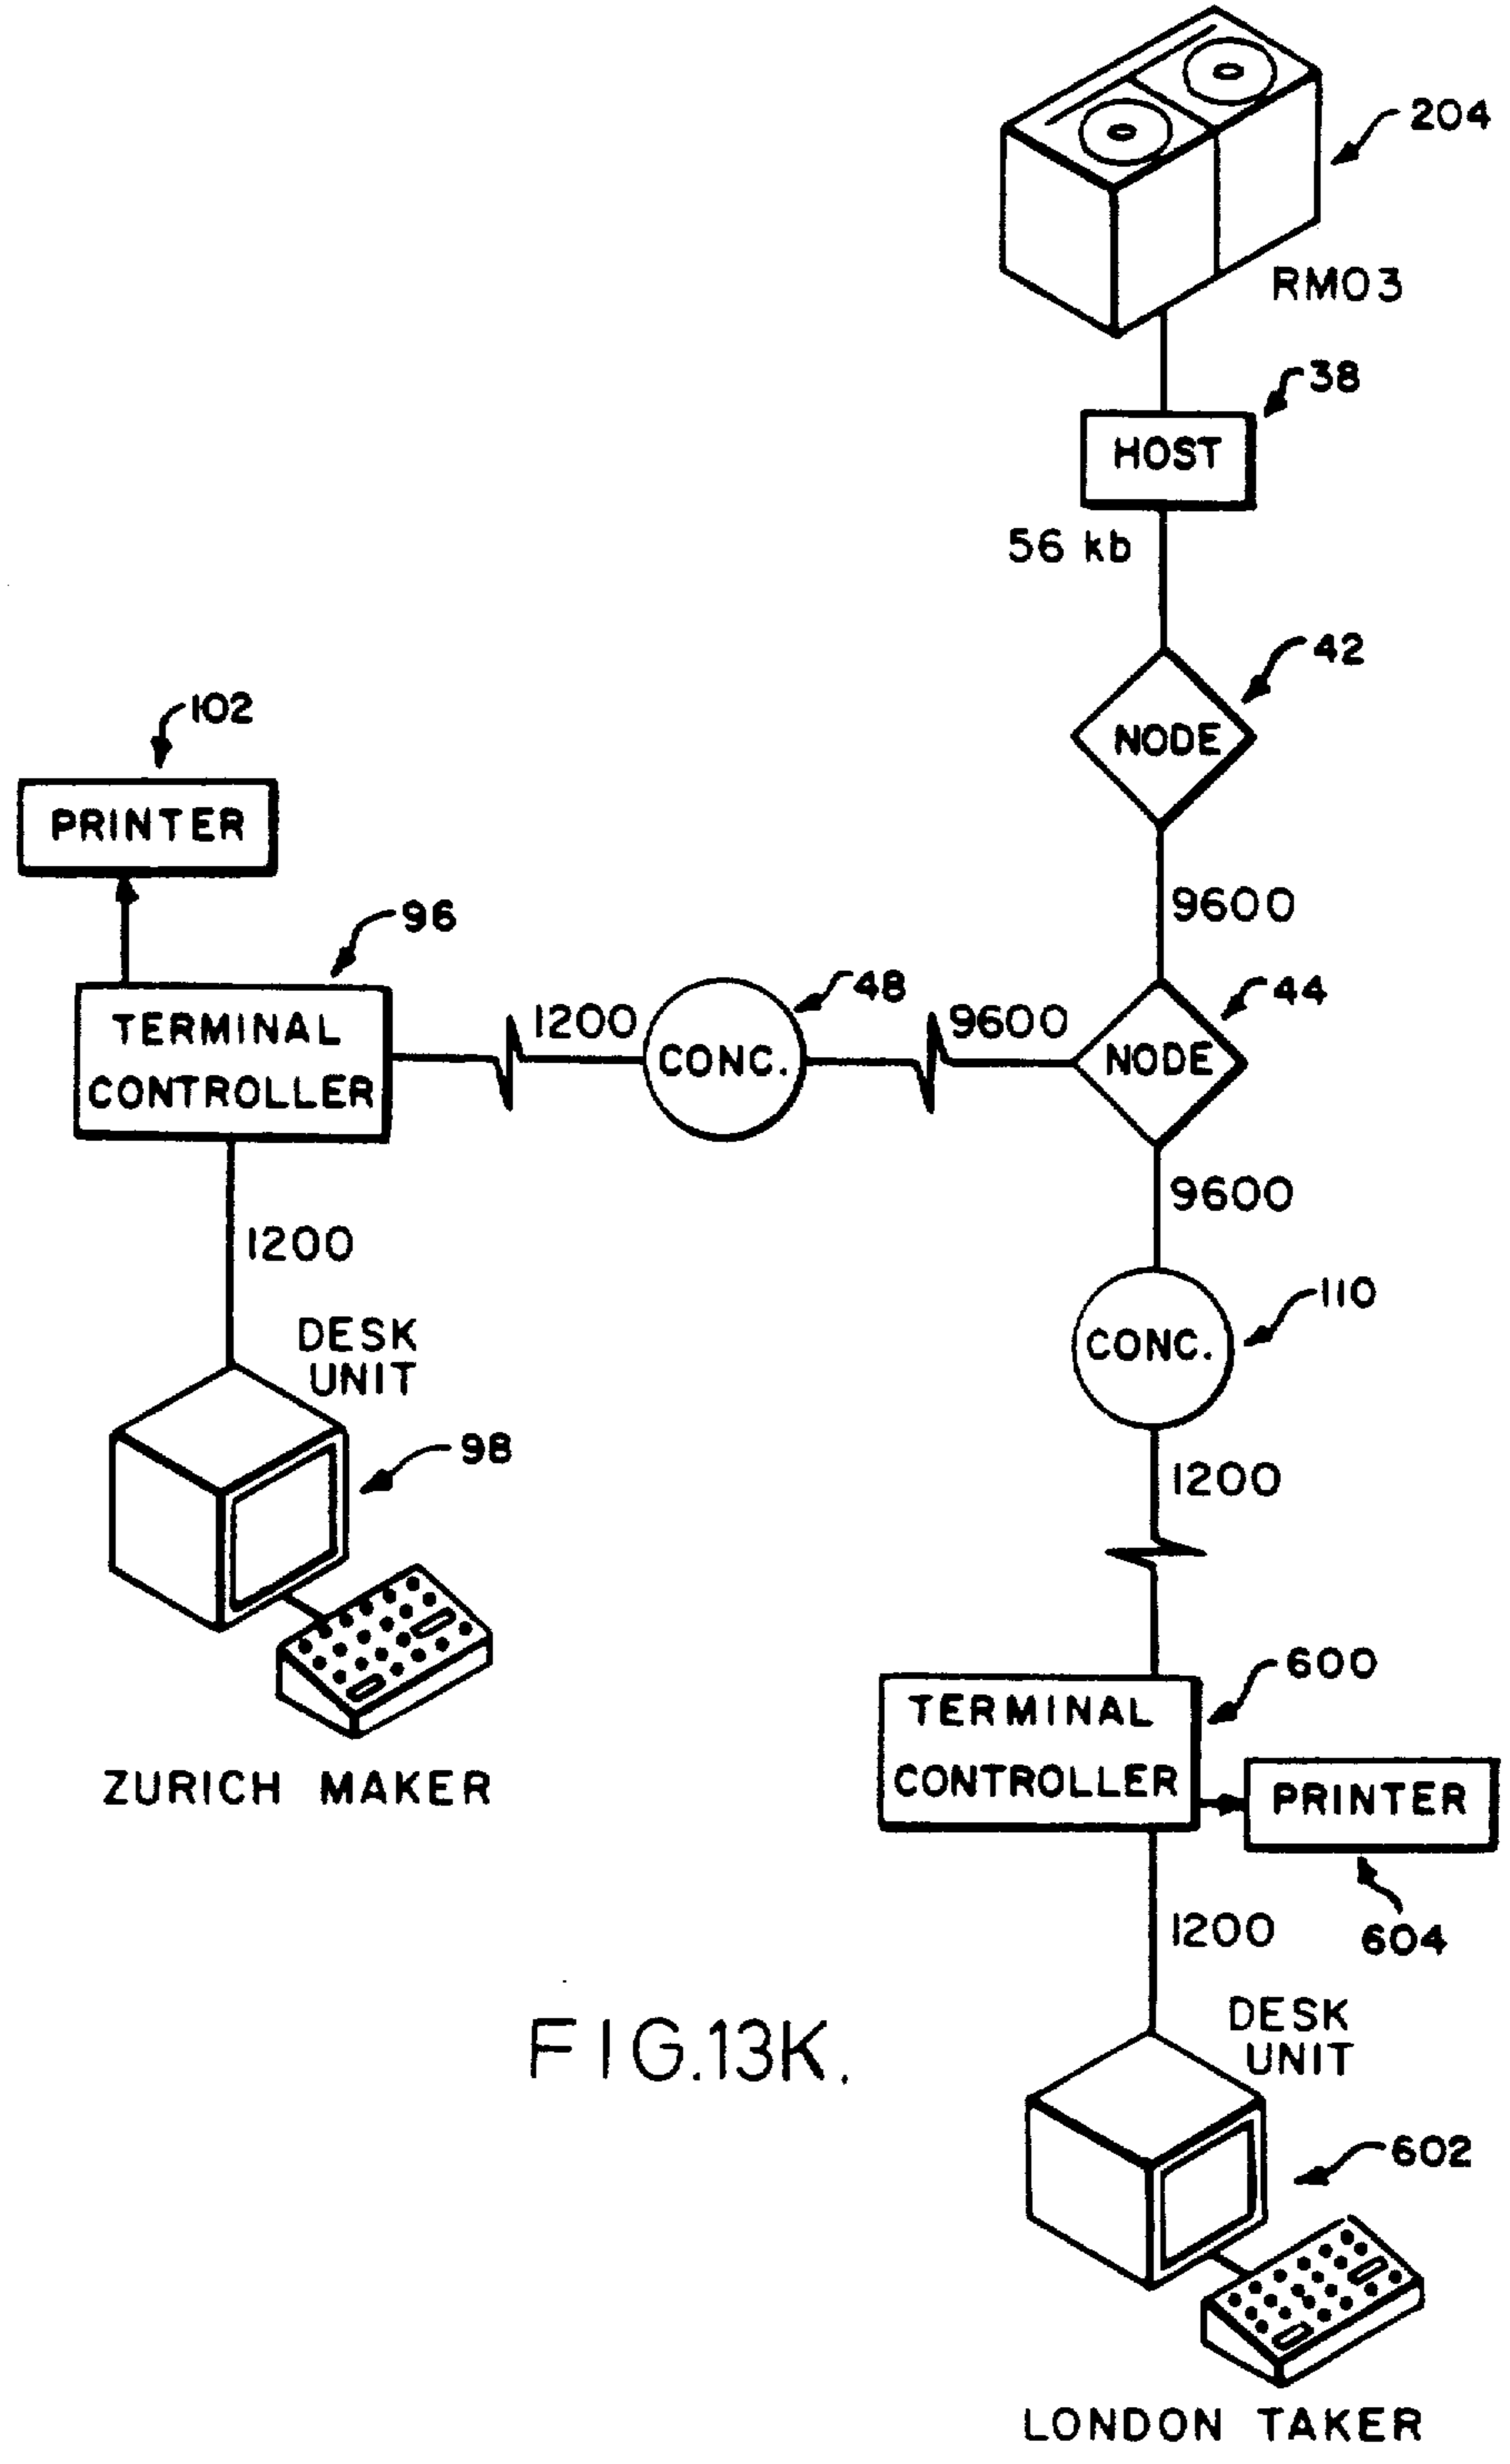 204
RM03
38
HOST
56 kb
42
NODE
102
PRINTER
9600
96
TERMINAL
CONTROLLER
1200
48
CONC.
9600
44
NODE
9600
1200
DESK
UNIT
98
ZURICH MAKER
110
CONC.
1200
600
TERMINAL
CONTROLLER
PRINTER
604
1200
DESK
UNIT
602
LONDON TAKER
FIG.13K.